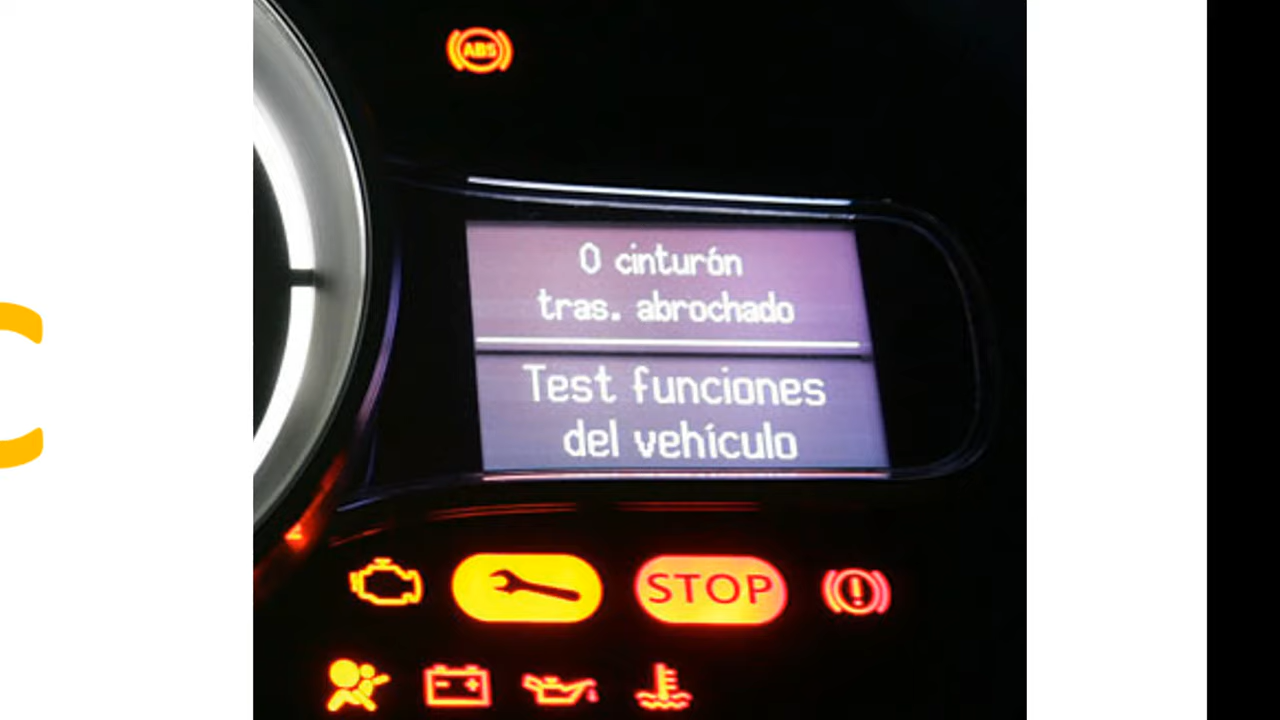 ABS
0 cinturón
tras. abrochado
Test funciones
del vehículo
STOP